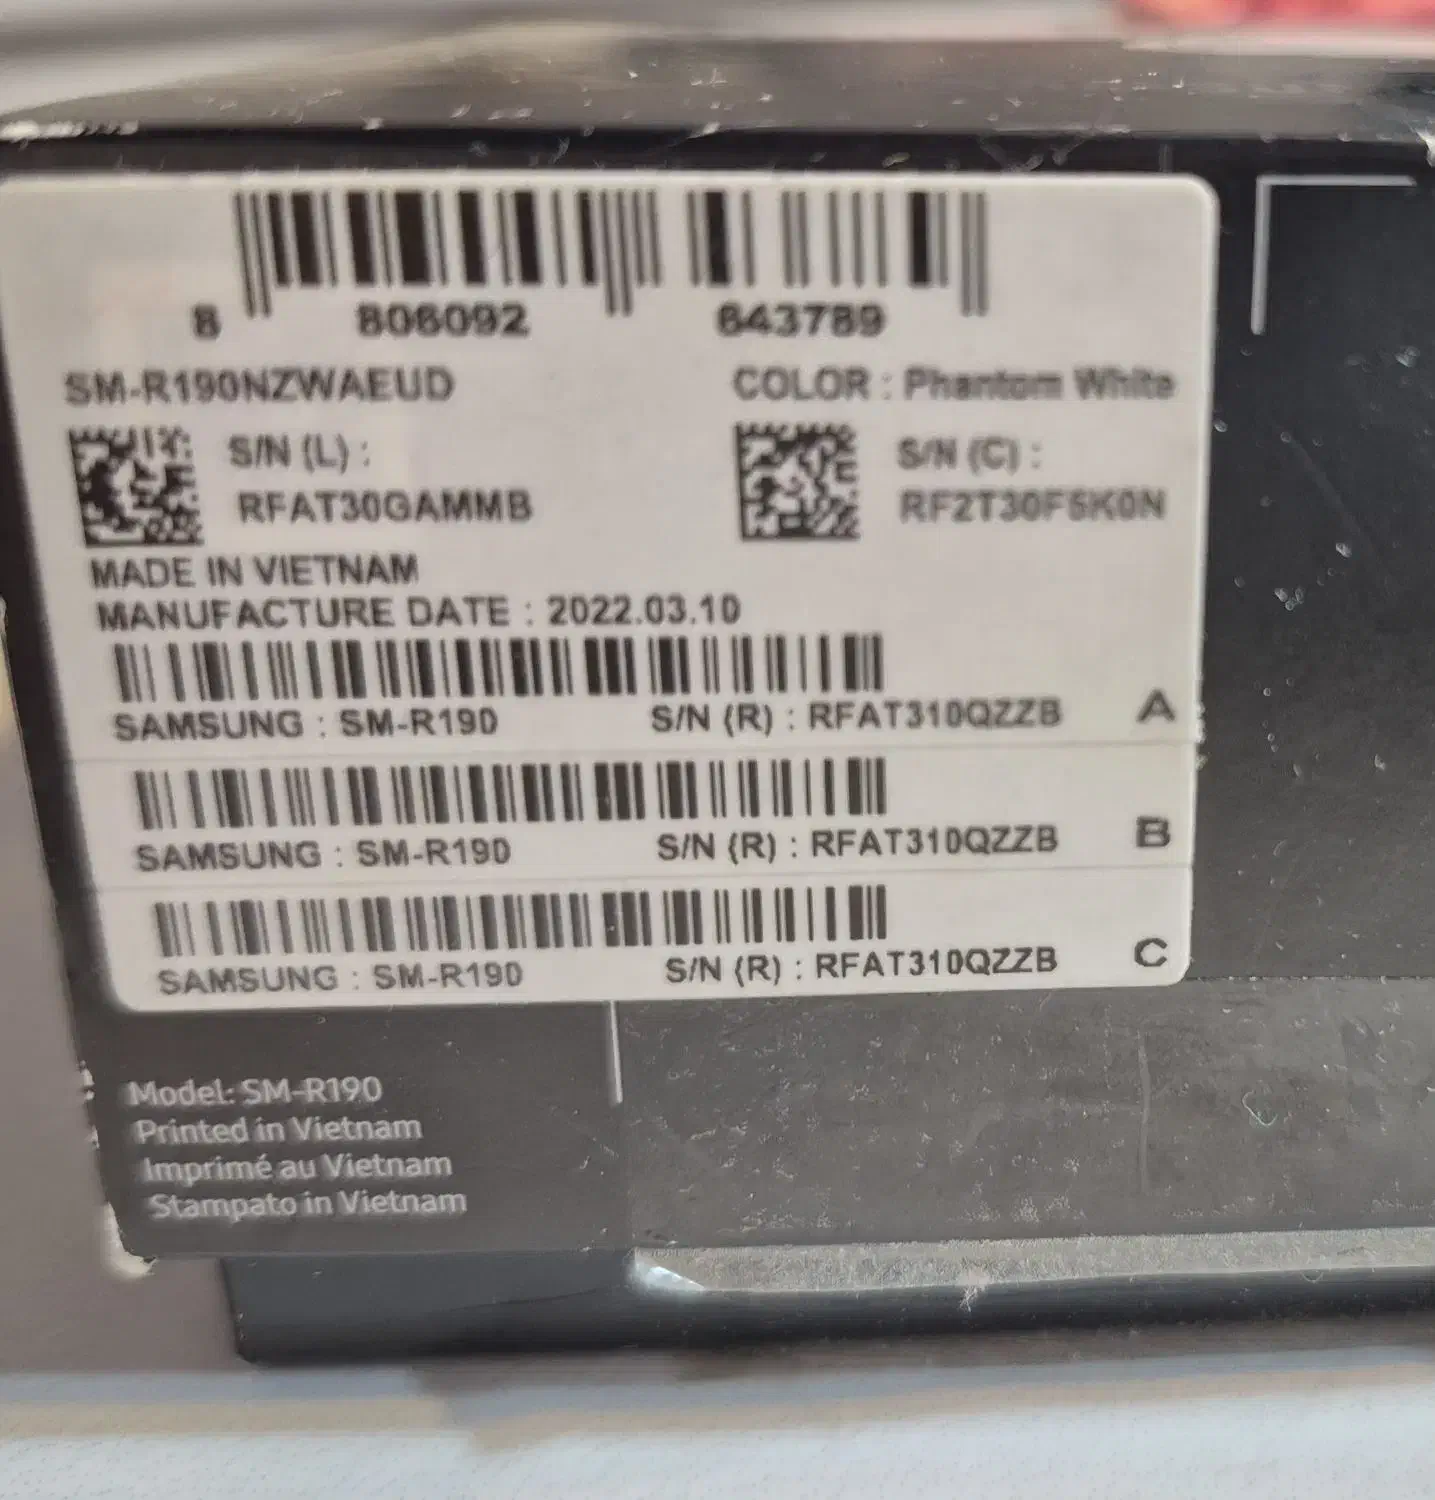 8 806092 643789
SM-R190NZWAEUD COLOR : Phantom White
S/N (L) : S/N (C) :
RFAT30GAMMB RF2T30F5K0N
MADE IN VIETNAM
MANUFACTURE DATE : 2022.03.10
SAMSUNG : SM-R190 S/N (R) : RFAT310QZZB A
SAMSUNG : SM-R190 S/N (R) : RFAT310QZZB B
SAMSUNG : SM-R190 S/N (R) : RFAT310QZZB C
Model: SM-R190
Printed in Vietnam
Imprimé au Vietnam
Stampato in Vietnam